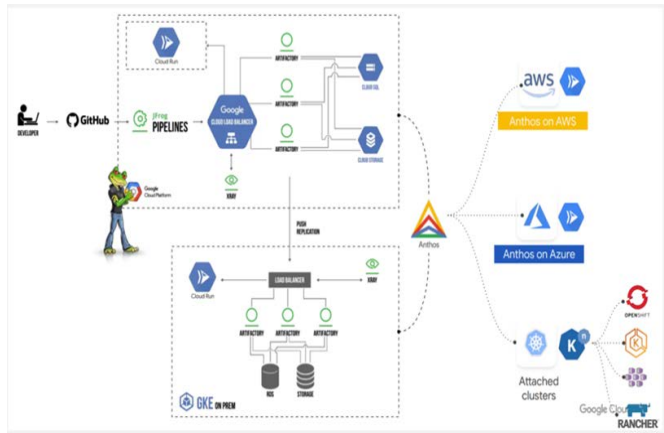 Cloud Run
ARTIFACTORY
CLOUD SQL
ARTIFACTORY
DEVELOPER
GitHub
jFrog
PIPELINES
Google
CLOUD LOAD BALANCER
ARTIFACTORY
CLOUD STORAGE
XRAY
Google
Cloud Platform
aws
Anthos on AWS
PUSH
REPLICATION
Anthos
Anthos on Azure
Cloud Run
LOAD BALANCER
XRAY
ARTIFACTORY
ARTIFACTORY
ARTIFACTORY
RDS
STORAGE
GKE ON PREM
K
n
Attached
clusters
OPENSHIFT
K
Google Cloud
RANCHER